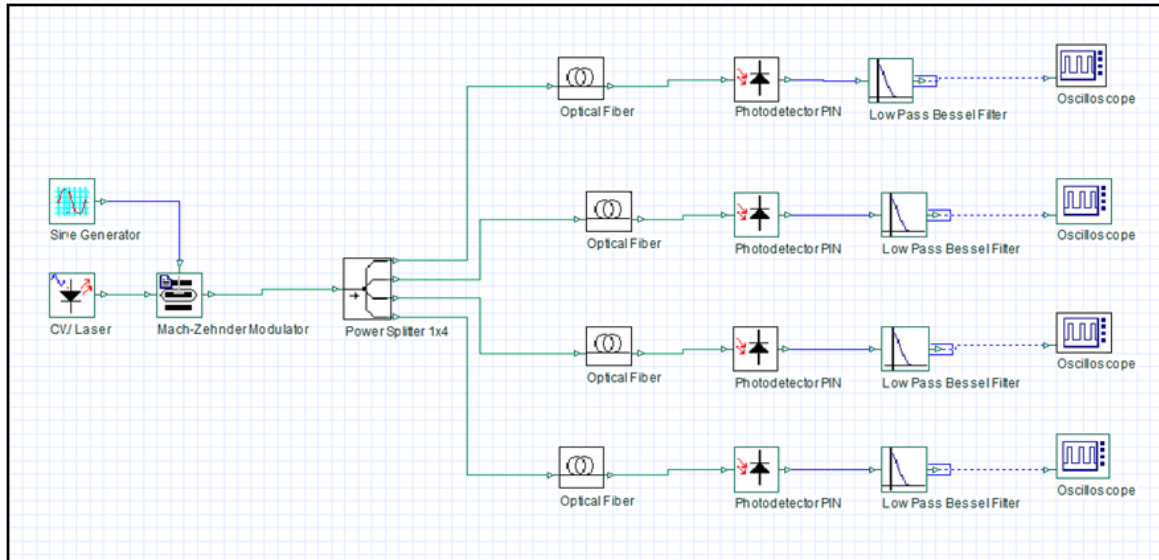 Optical Fiber
Photodetector PIN
Low Pass Bessel Filter
Oscilloscope
Sine Generator
Optical Fiber
Photodetector PIN
Low Pass Bessel Filter
Oscilloscope
CW Laser
Mach-Zehnder Modulator
Power Splitter 1x4
Optical Fiber
Photodetector PIN
Low Pass Bessel Filter
Oscilloscope
Optical Fiber
Photodetector PIN
Low Pass Bessel Filter
Oscilloscope